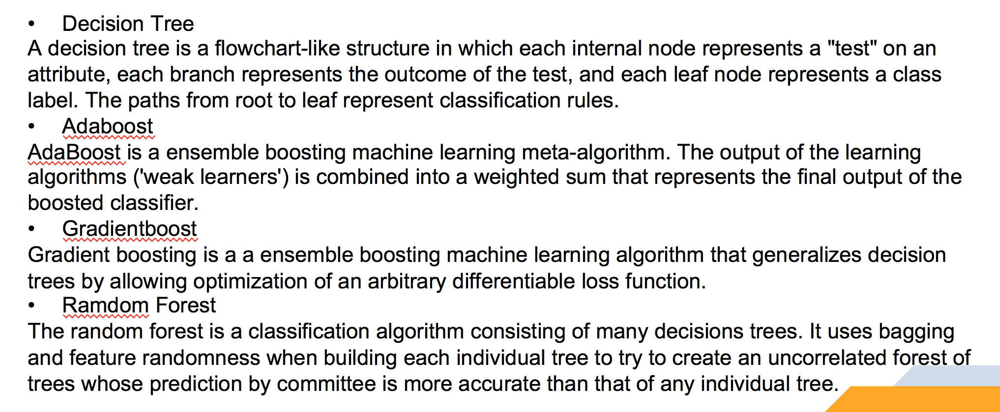 • Decision Tree
A decision tree is a flowchart-like structure in which each internal node represents a "test" on an
attribute, each branch represents the outcome of the test, and each leaf node represents a class
label. The paths from root to leaf represent classification rules.
• Adaboost
AdaBoost is a ensemble boosting machine learning meta-algorithm. The output of the learning
algorithms ('weak learners') is combined into a weighted sum that represents the final output of the
boosted classifier.
• Gradientboost
Gradient boosting is a a ensemble boosting machine learning algorithm that generalizes decision
trees by allowing optimization of an arbitrary differentiable loss function.
• Ramdom Forest
The random forest is a classification algorithm consisting of many decisions trees. It uses bagging
and feature randomness when building each individual tree to try to create an uncorrelated forest of
trees whose prediction by committee is more accurate than that of any individual tree.